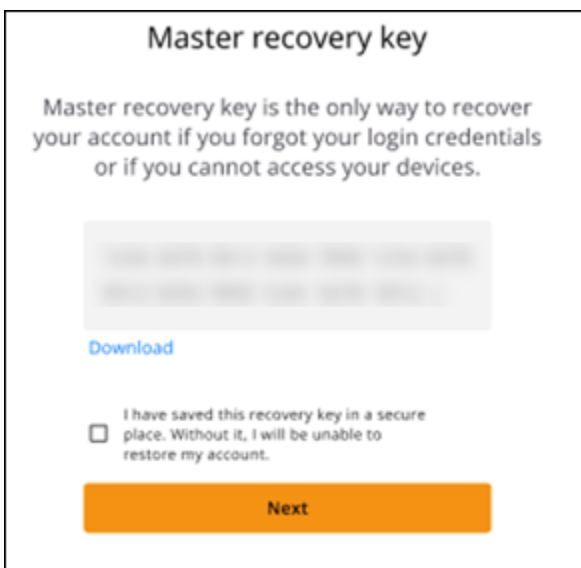 Master recovery key
Master recovery key is the only way to recover
your account if you forgot your login credentials
or if you cannot access your devices.
Download
I have saved this recovery key in a secure
place. Without it, I will be unable to
restore my account.
Next